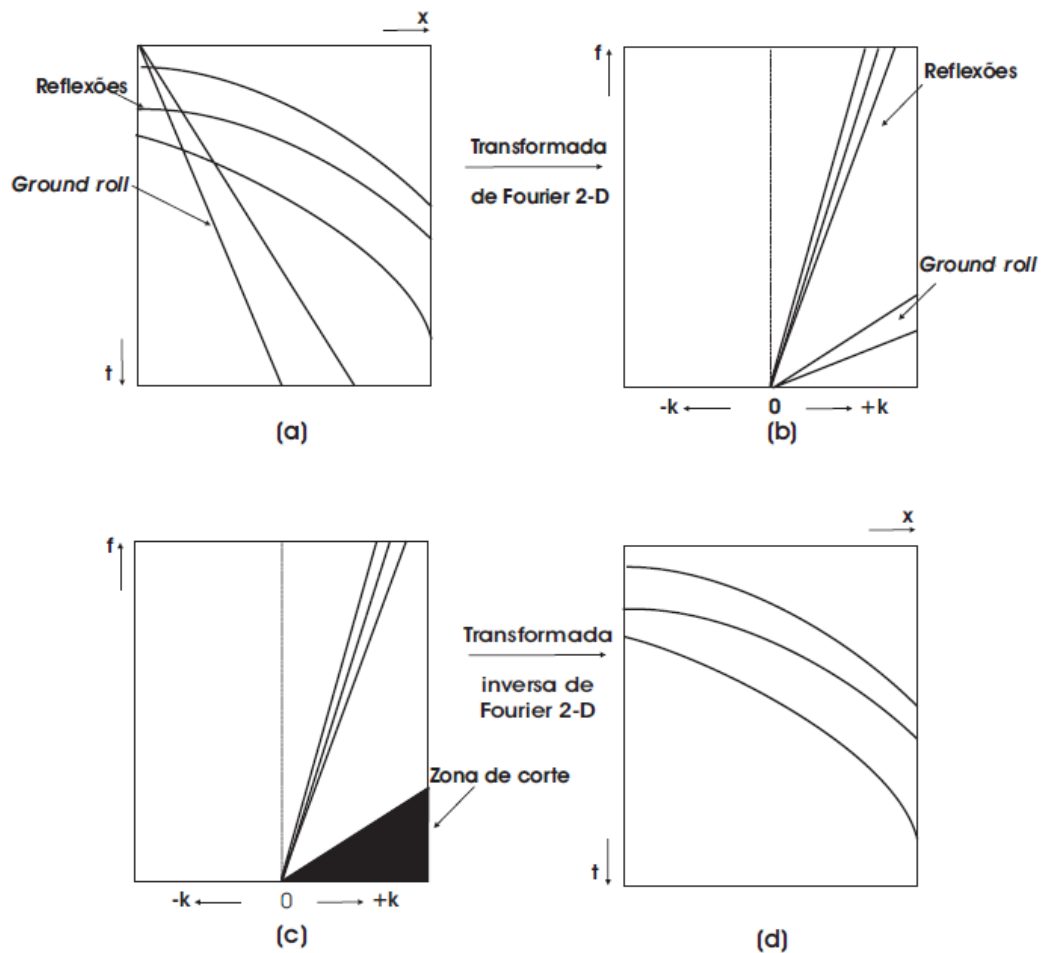 x
Reflexões
Ground roll
t
(a)
Transformada
de Fourier 2-D
f
Reflexões
Ground roll
-k
0
+k
(b)
f
Zona de corte
-k
0
+k
(c)
Transformada
inversa de
Fourier 2-D
x
t
(d)